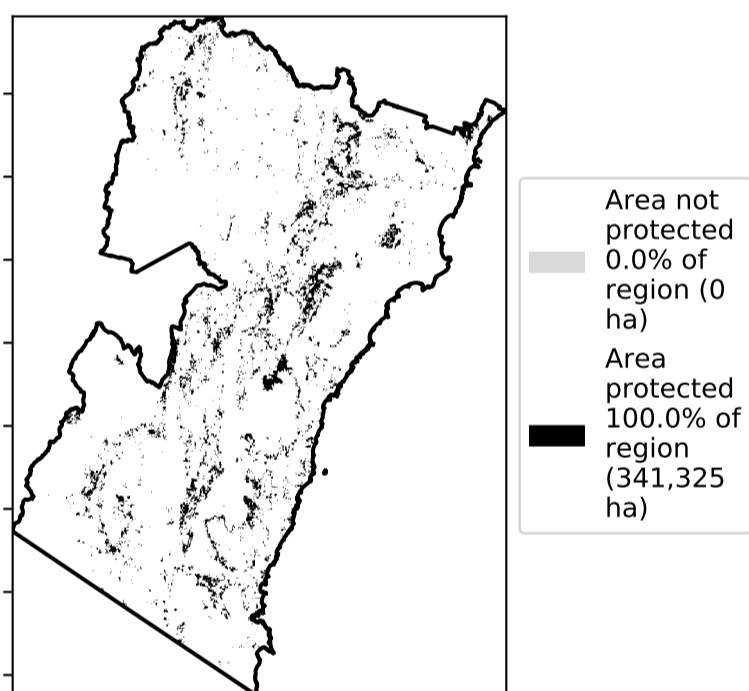 Area not
protected
0.0% of
region (0
ha)
Area
protected
100.0% of
region
(341,325
ha)